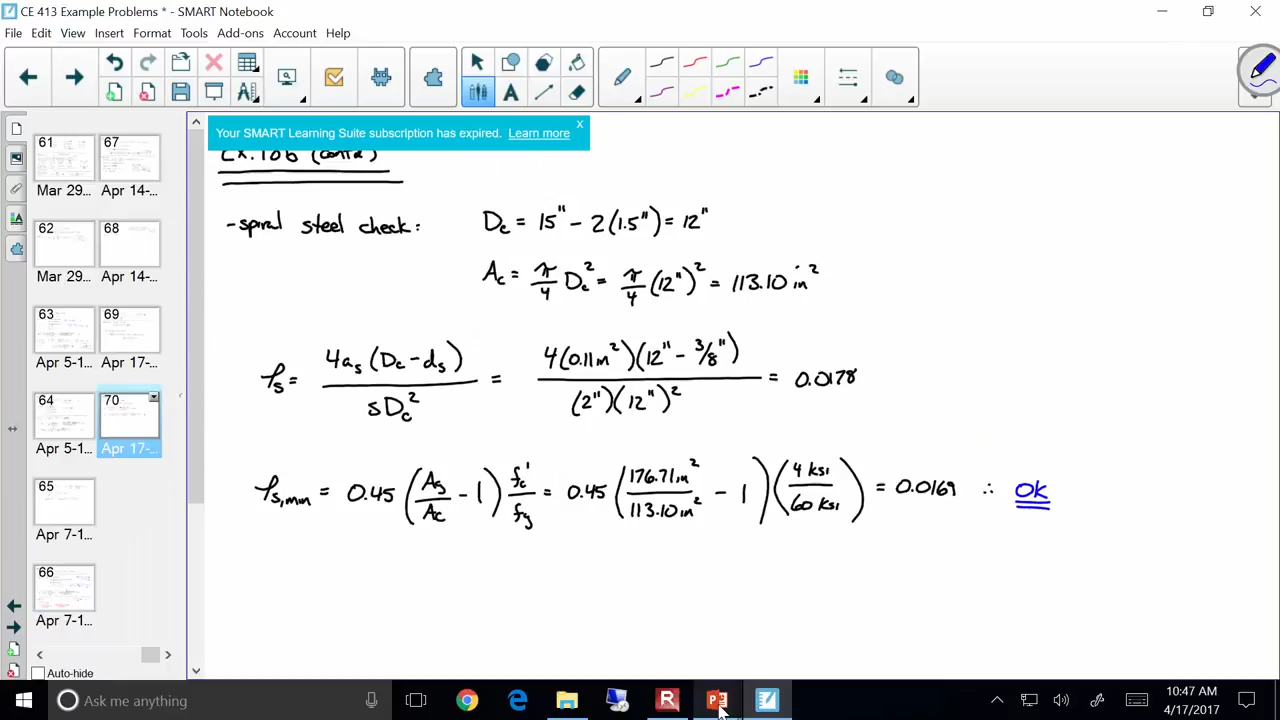 CE 413 Example Problems * - SMART Notebook
File Edit View Insert Format Tools Add-ons Account Help
Your SMART Learning Suite subscription has expired. Learn more x
Ex. 10b (cont'd)
- spiral steel check: Dc = 15" - 2(1.5") = 12"
Ac = π/4 Dc² = π/4 (12")² = 113.10 in²
ρs = 4as(Dc - ds) / sDc² = 4(0.11in²)(12" - 3/8") / (2")(12")² = 0.0178
ρs,min = 0.45 (Ag/Ac - 1) fc'/fy = 0.45 (176.71in²/113.10in² - 1)(4 ksi/60 ksi) = 0.0169 ∴ OK
61 67
Mar 29... Apr 14-...
62 68
Mar 29... Apr 14-...
63 69
Apr 5-1... Apr 17-...
64 70
Apr 5-1... Apr 17-...
65
Apr 7-1...
66
Apr 7-1...
Auto-hide
Ask me anything
10:47 AM
4/17/2017